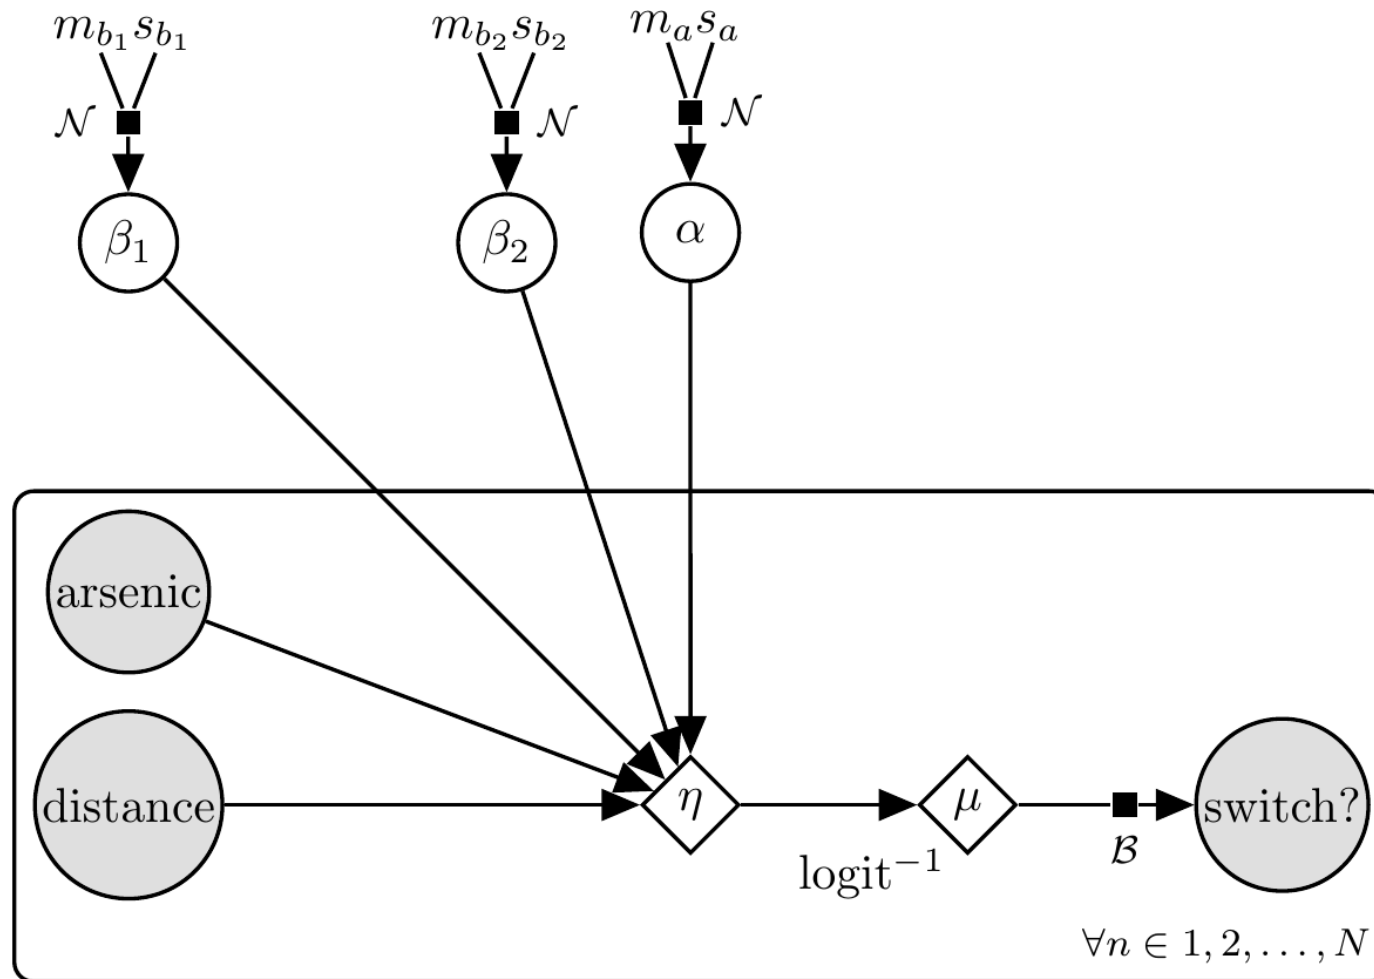 m_{b_1} s_{b_1} m_{b_2} s_{b_2} m_a s_a
𝒩 𝒩 𝒩
β_1 β_2 α
arsenic
distance η μ switch?
logit^{-1} ℬ
∀n ∈ 1, 2, . . . , N